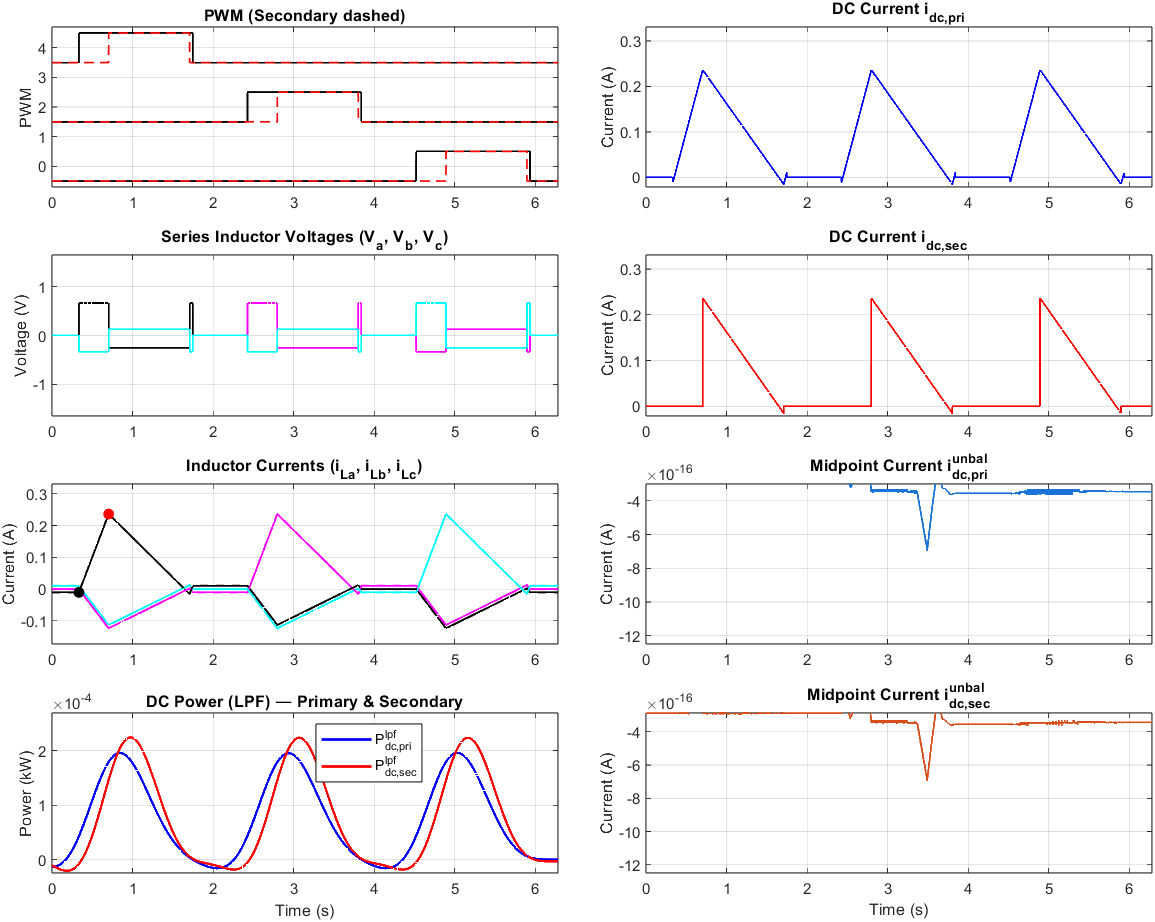 PWM (Secondary dashed)
PWM
4
3
2
1
0
0 1 2 3 4 5 6
DC Current i_dc,pri
Current (A)
0.3
0.2
0.1
0
0 1 2 3 4 5 6
Series Inductor Voltages (V_a, V_b, V_c)
Voltage (V)
1
0
-1
0 1 2 3 4 5 6
DC Current i_dc,sec
Current (A)
0.3
0.2
0.1
0
0 1 2 3 4 5 6
Inductor Currents (i_La, i_Lb, i_Lc)
Current (A)
0.3
0.2
0.1
0
-0.1
0 1 2 3 4 5 6
Midpoint Current i_dc,pri^unbal
×10^-16
Current (A)
-4
-6
-8
-10
-12
0 1 2 3 4 5 6
DC Power (LPF) — Primary & Secondary
×10^-4
Power (kW)
2
1
0
P_dc,pri^lpf
P_dc,sec^lpf
0 1 2 3 4 5 6
Time (s)
Midpoint Current i_dc,sec^unbal
×10^-16
Current (A)
-4
-6
-8
-10
-12
0 1 2 3 4 5 6
Time (s)